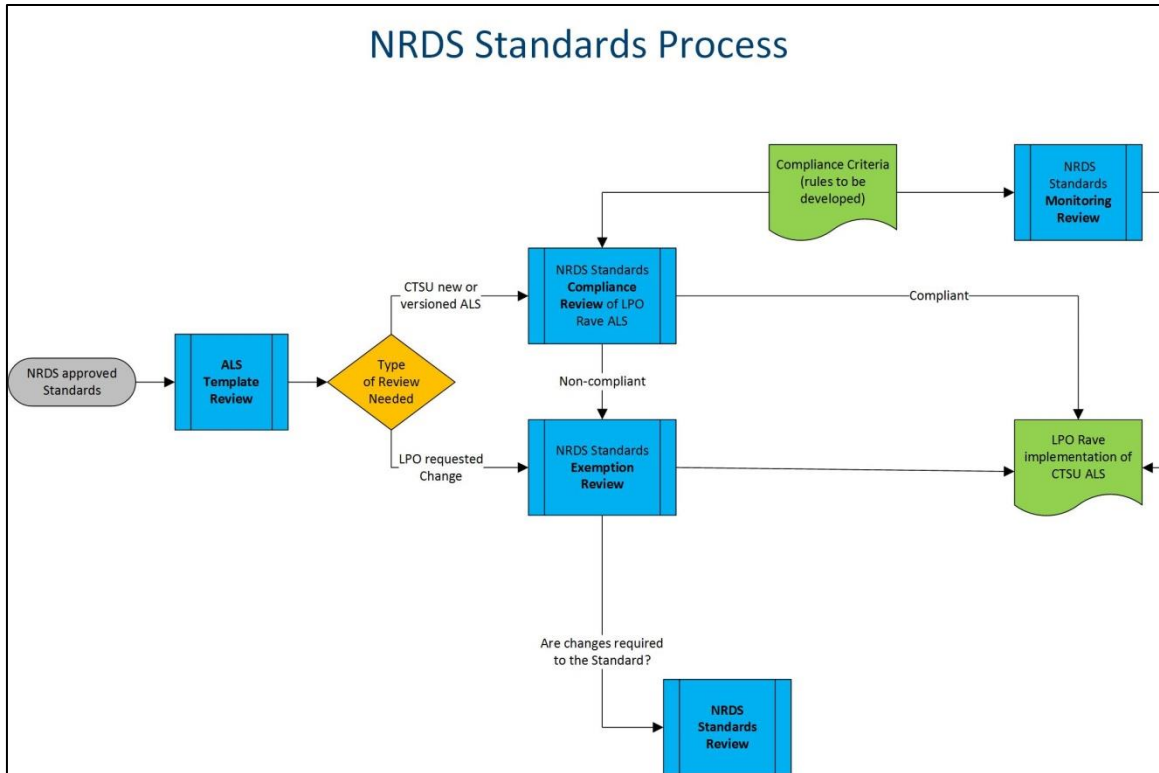 NRDS Standards Process
Compliance Criteria
(rules to be
developed)
NRDS
Standards
Monitoring
Review
CTSU new or
versioned ALS
NRDS Standards
Compliance
Review of LPO
Rave ALS
Compliant
NRDS approved
Standards
ALS
Template
Review
Type
of Review
Needed
Non-compliant
LPO requested
Change
NRDS Standards
Exemption
Review
LPO Rave
implementation of
CTSU ALS
Are changes required
to the Standard?
NRDS
Standards
Review